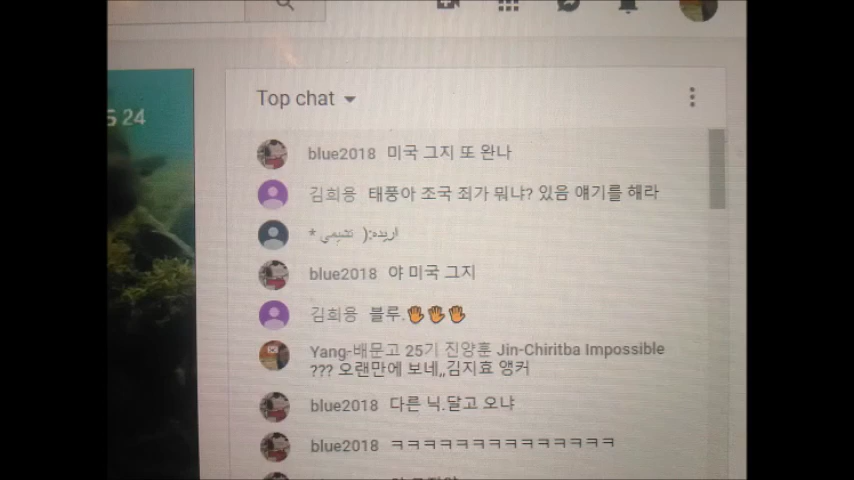 5 24
Top chat
blue2018 미국 그지 또 완나
김희용 태풍아 조국 죄가 뭐냐? 있음 얘기를 해라
blue2018 야 미국 그지
김희용 블루.🖐🖐🖐
Yang-배문고 25기 진양훈 Jin-Chiritba Impossible
??? 오랜만에 보네,,김지효 앵커
blue2018 다른 닉.달고 오냐
blue2018 ㅋㅋㅋㅋㅋㅋㅋㅋㅋㅋㅋㅋㅋㅋ